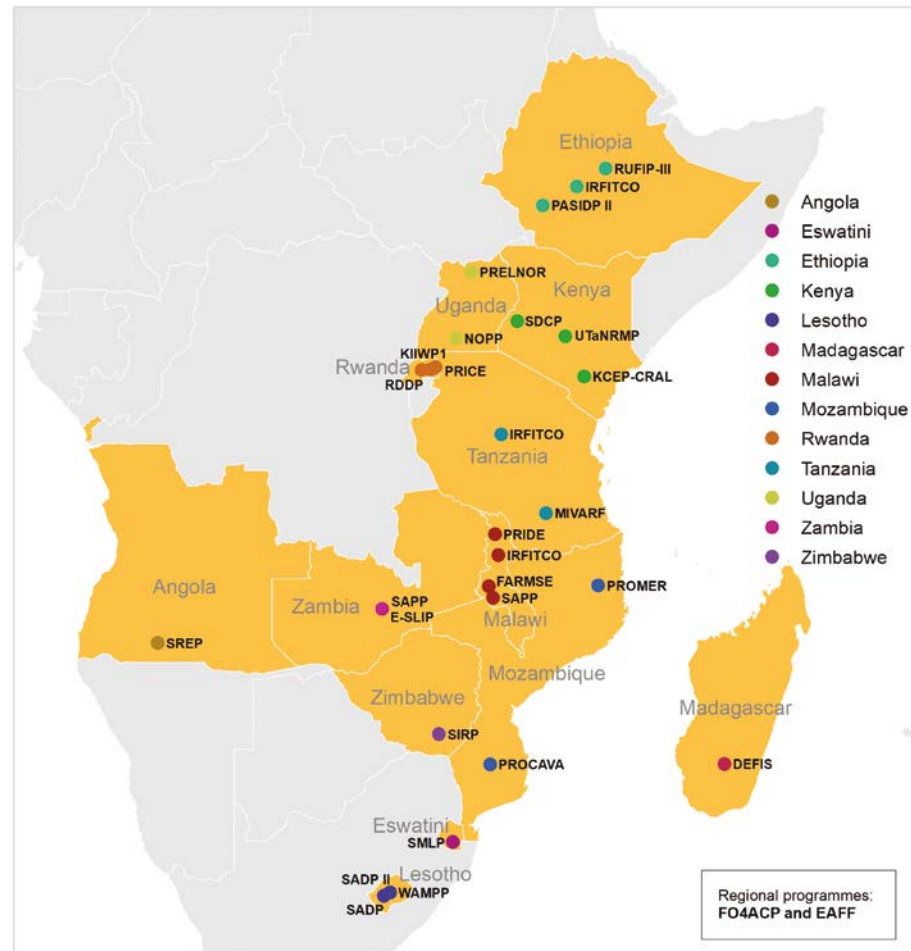 Ethiopia
RUFIP-III
IRFITCO
PASIDP II
PRELNOR
Uganda
Kenya
SDCP
UTaNRMP
NOPP
KIIWP1
Rwanda
PRICE
RDDP
KCEP-CRAL
IRFITCO
Tanzania
MIVARF
PRIDE
IRFITCO
FARMSE
SAPP
Malawi
PROMER
Angola
SREP
Zambia
SAPP
E-SLIP
Mozambique
Zimbabwe
SIRP
PROCAVA
Madagascar
DEFIS
Eswatini
SMLP
Lesotho
SADP II
WAMPP
SADP
Angola
Eswatini
Ethiopia
Kenya
Lesotho
Madagascar
Malawi
Mozambique
Rwanda
Tanzania
Uganda
Zambia
Zimbabwe
Regional programmes:
FO4ACP and EAFF